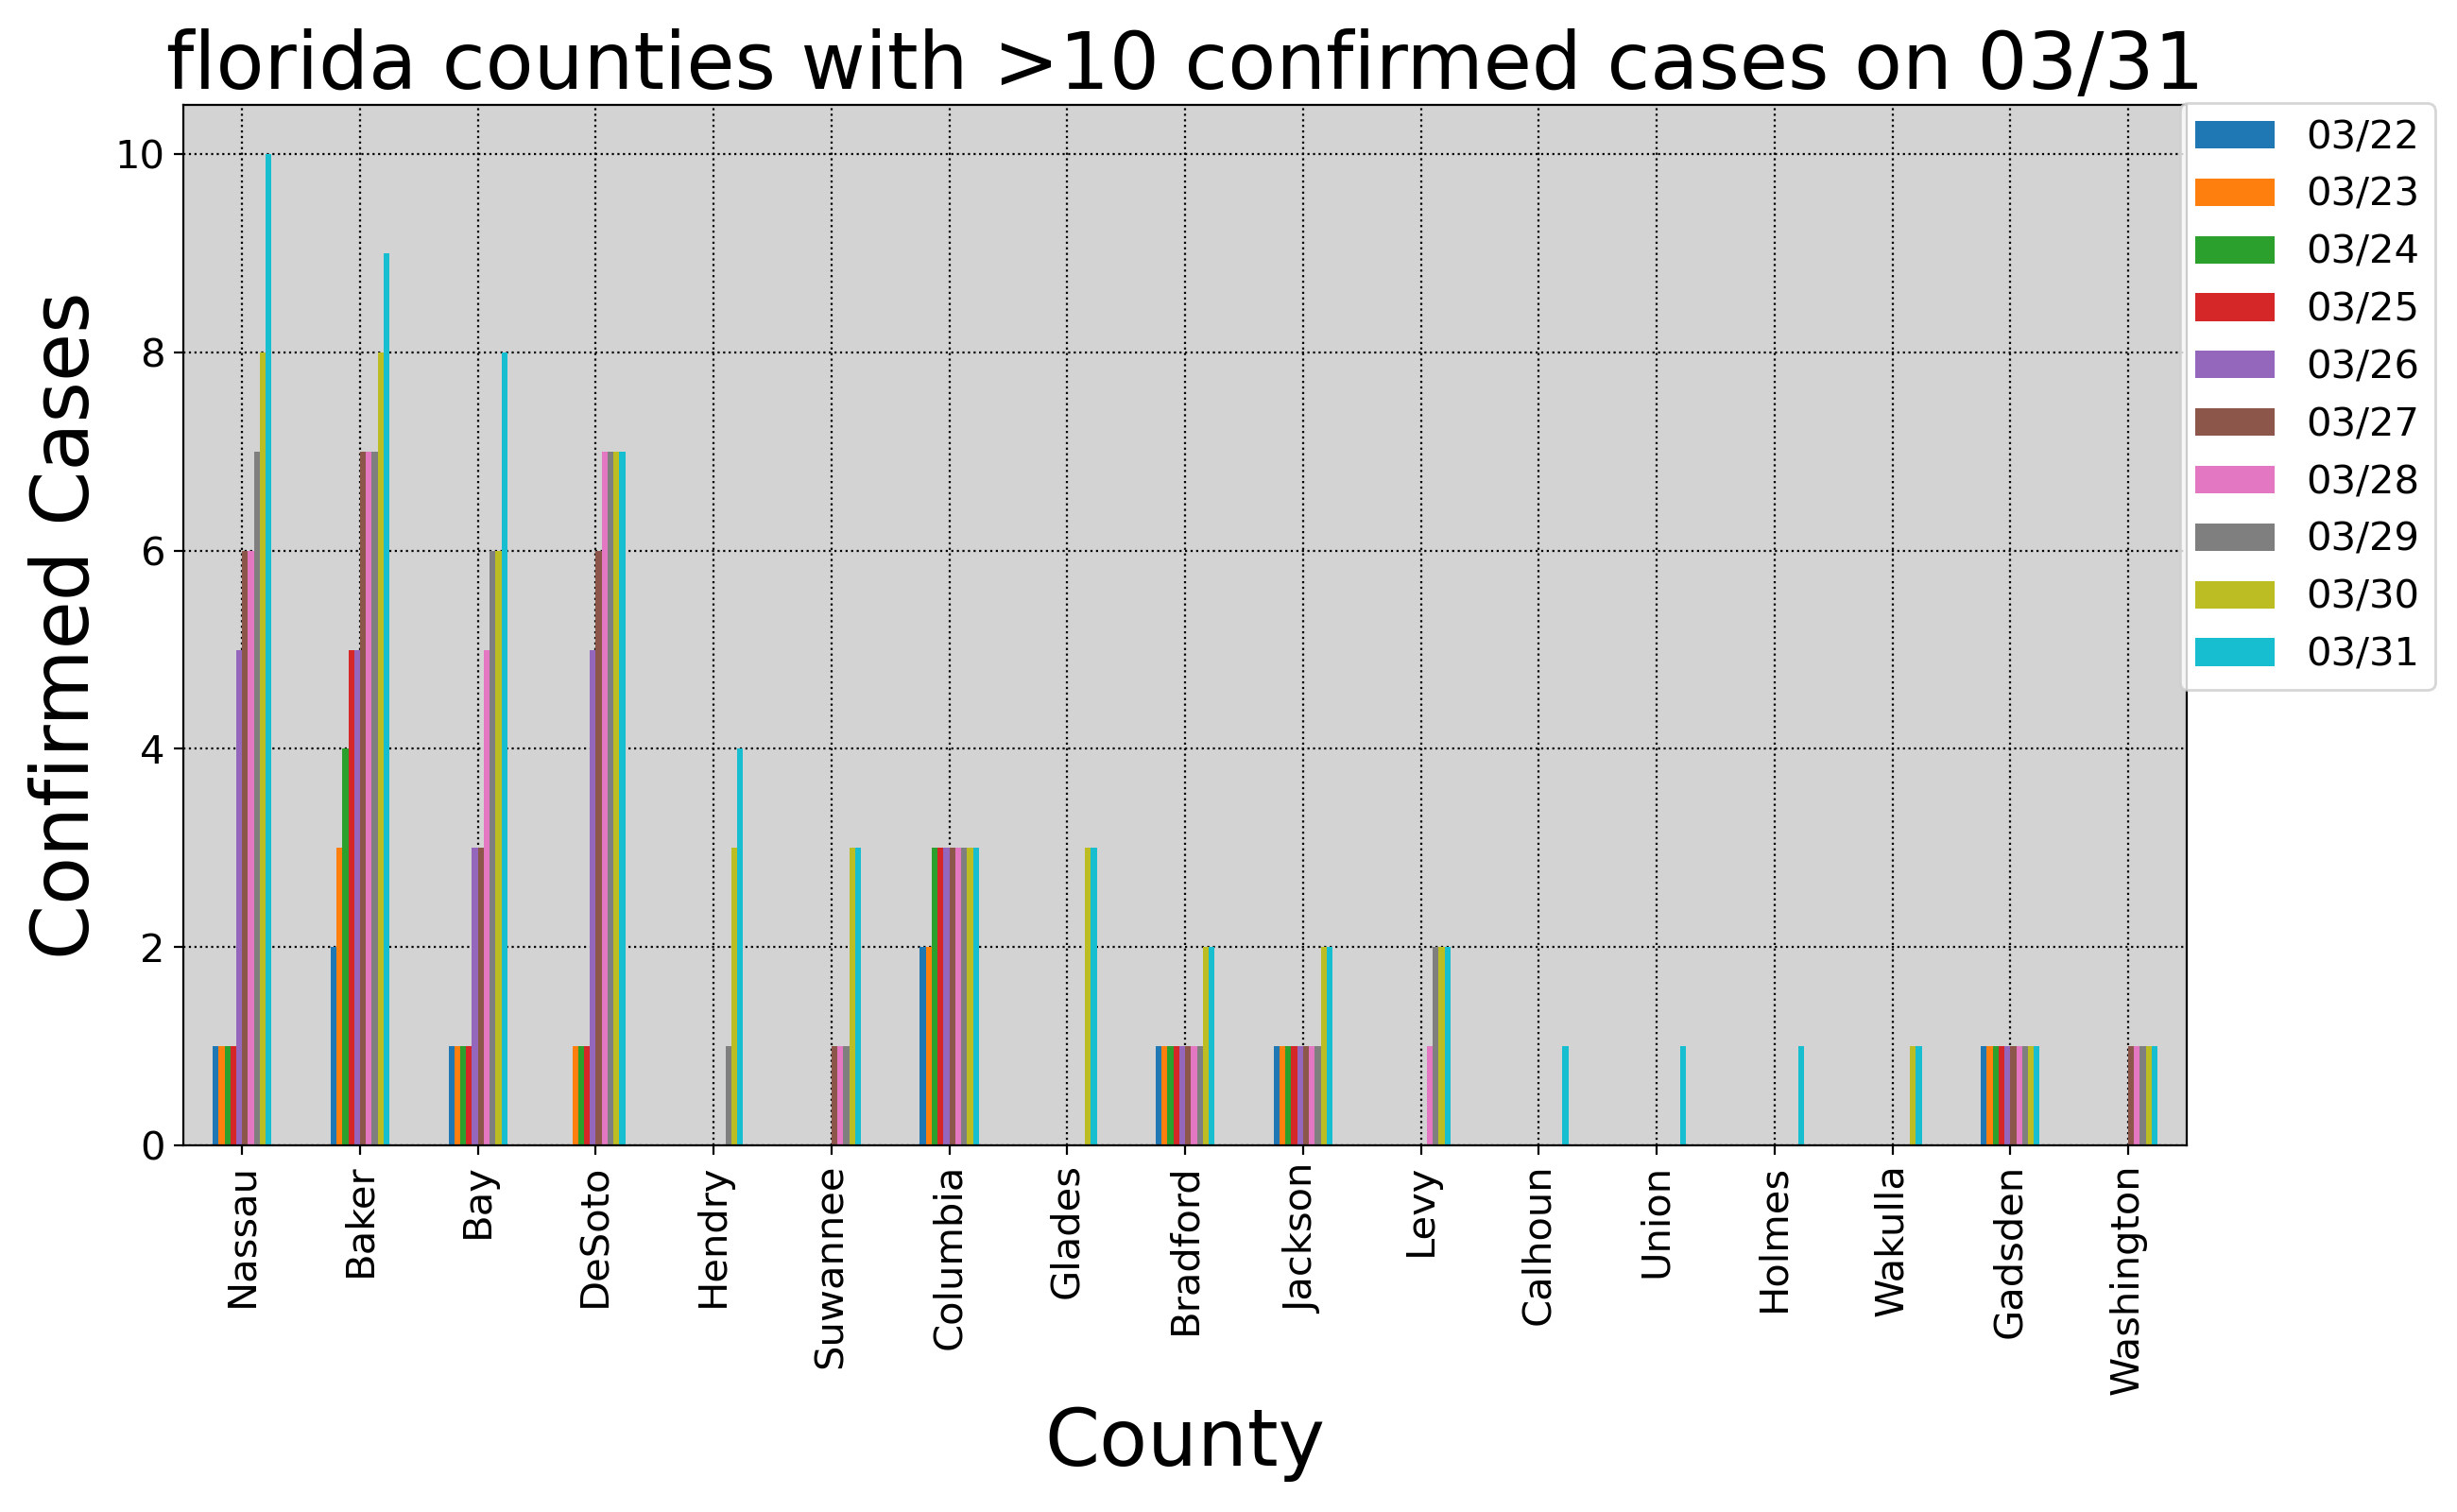 florida counties with >10 confirmed cases on 03/31
Confirmed Cases
10
8
6
4
2
0
03/22
03/23
03/24
03/25
03/26
03/27
03/28
03/29
03/30
03/31
Nassau
Baker
Bay
DeSoto
Hendry
Suwannee
Columbia
Glades
Bradford
Jackson
Levy
Calhoun
Union
Holmes
Wakulla
Gadsden
Washington
County